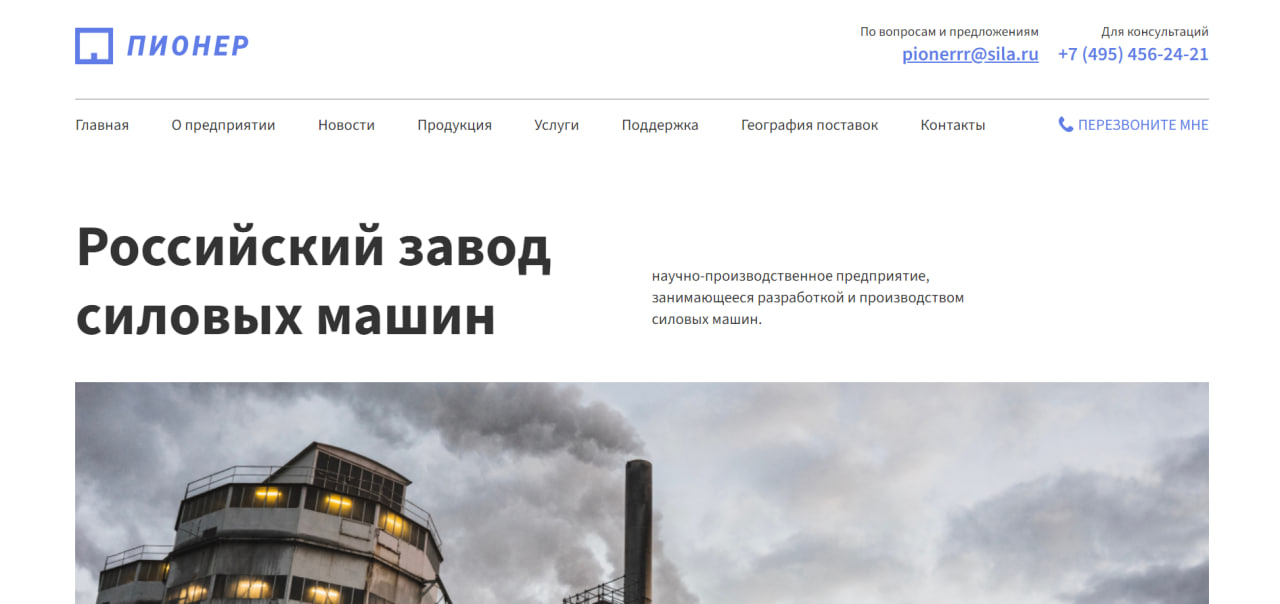 ПИОНЕР
По вопросам и предложениям
pionerrr@sila.ru
Для консультаций
+7 (495) 456-24-21
Главная
О предприятии
Новости
Продукция
Услуги
Поддержка
География поставок
Контакты
ПЕРЕЗВОНИТЕ МНЕ
Российский завод
силовых машин
научно-производственное предприятие,
занимающееся разработкой и производством
силовых машин.